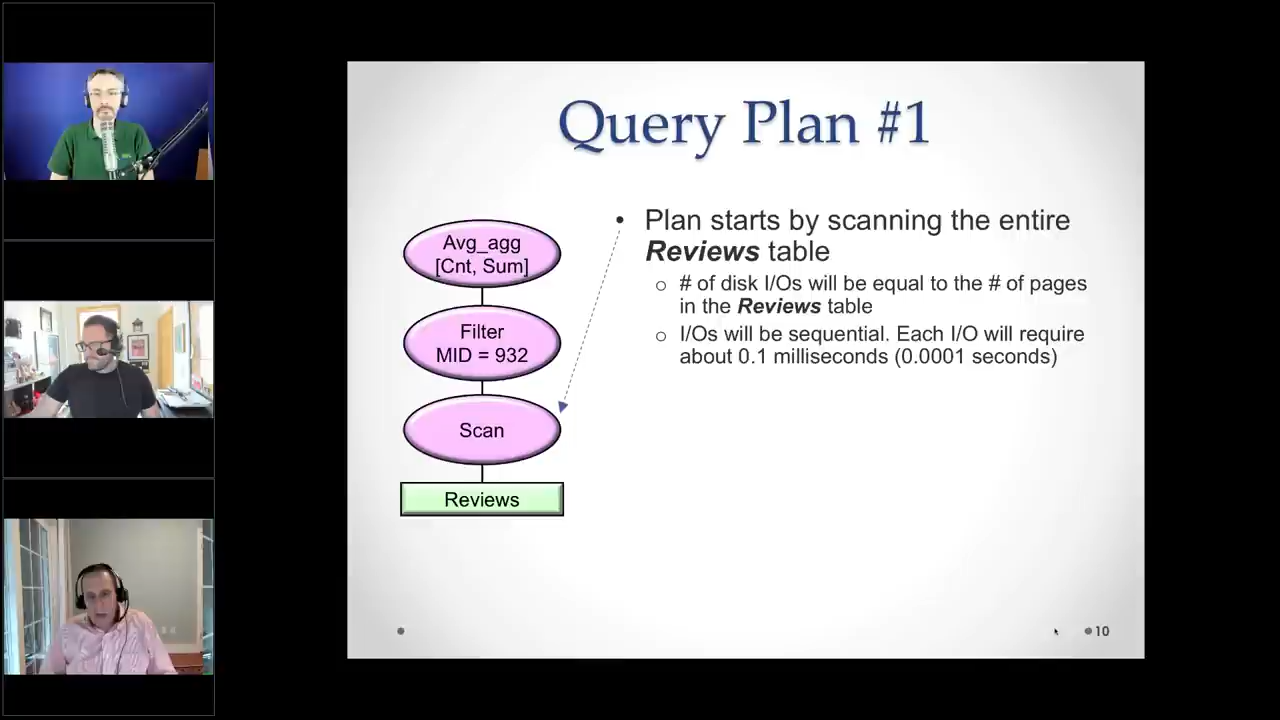 Query Plan #1
Avg_agg
[Cnt, Sum]
Filter
MID = 932
Scan
Reviews
• Plan starts by scanning the entire
Reviews table
o # of disk I/Os will be equal to the # of pages
in the Reviews table
o I/Os will be sequential. Each I/O will require
about 0.1 milliseconds (0.0001 seconds)
10